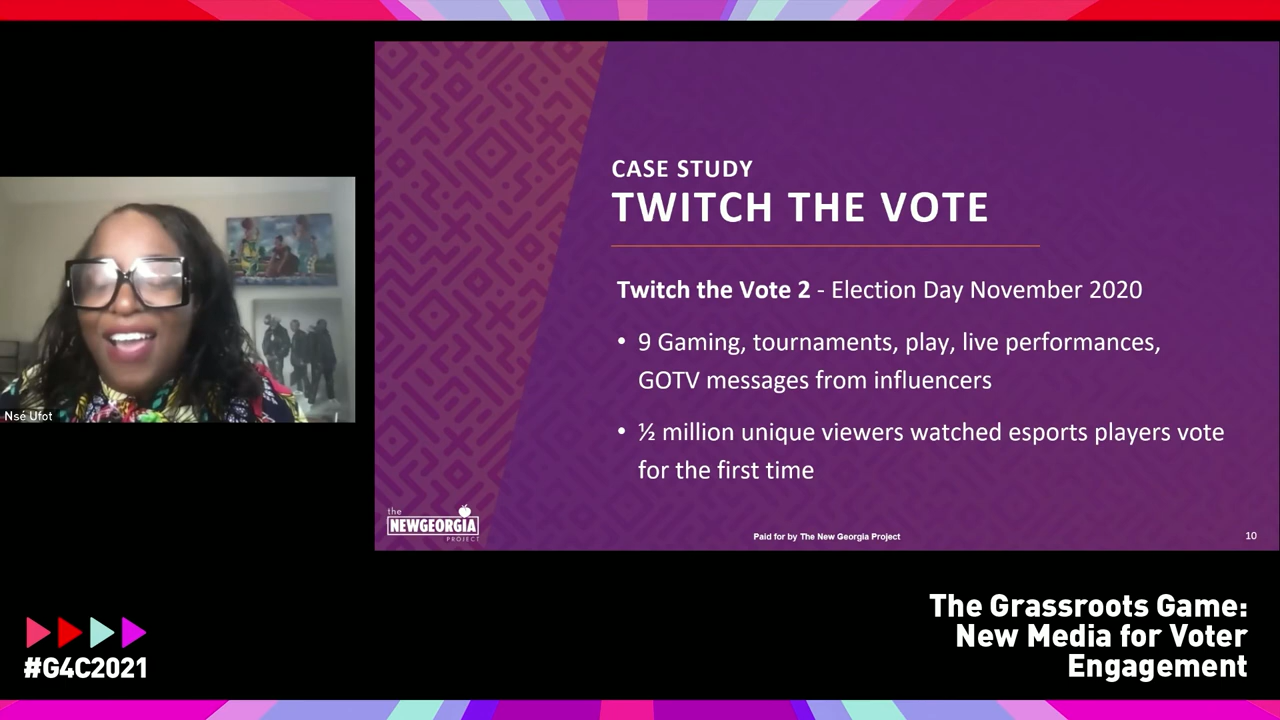 CASE STUDY
TWITCH THE VOTE
Twitch the Vote 2 - Election Day November 2020
• 9 Gaming, tournaments, play, live performances,
GOTV messages from influencers
• ½ million unique viewers watched esports players vote
for the first time
the
NEWGEORGIA
PROJECT
Paid for by The New Georgia Project
10
Nsé Ufot
#G4C2021
The Grassroots Game:
New Media for Voter
Engagement